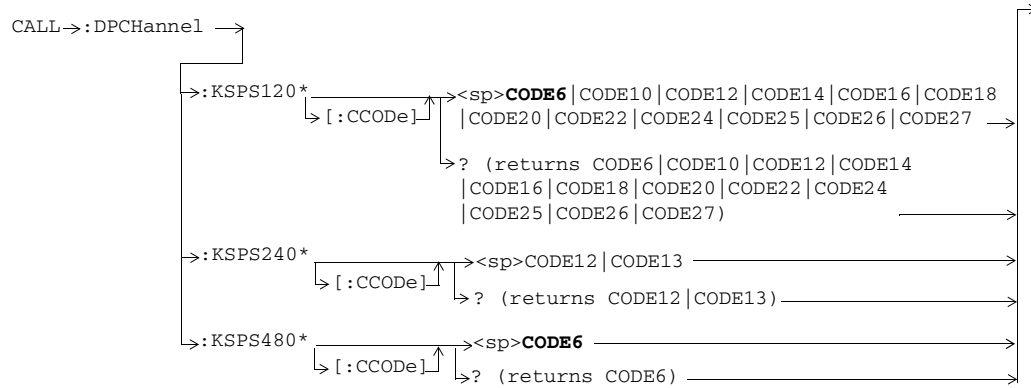 CALL :DPCHannel
:KSPS120* <sp>CODE6|CODE10|CODE12|CODE14|CODE16|CODE18
[:CCODe] |CODE20|CODE22|CODE24|CODE25|CODE26|CODE27
? (returns CODE6|CODE10|CODE12|CODE14
|CODE16|CODE18|CODE20|CODE22|CODE24
|CODE25|CODE26|CODE27)
:KSPS240* <sp>CODE12|CODE13
[:CCODe] ? (returns CODE12|CODE13)
:KSPS480* <sp>CODE6
[:CCODe] ? (returns CODE6)